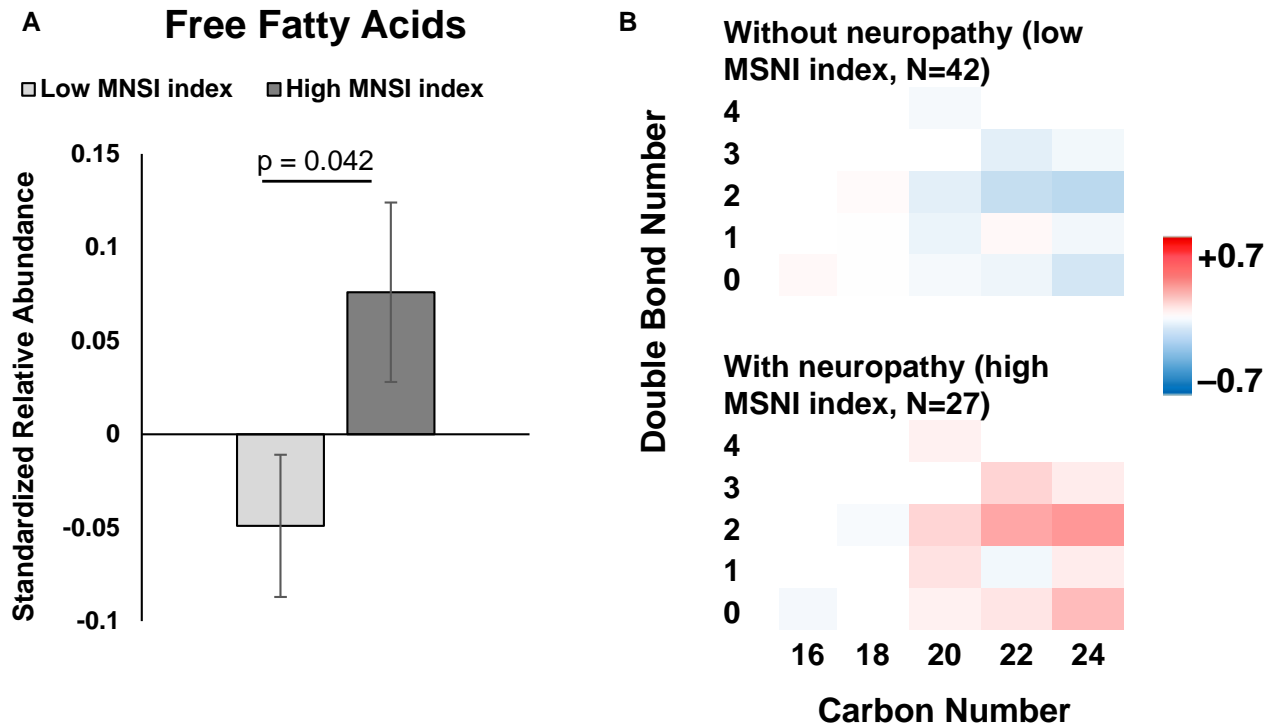 A
Free Fatty Acids
Low MNSI index
High MNSI index
Standardized Relative Abundance
0.15
0.1
0.05
0
-0.05
-0.1
p = 0.042
B
Double Bond Number
Without neuropathy (low
MSNI index, N=42)
4
3
2
1
0
With neuropathy (high
MSNI index, N=27)
4
3
2
1
0
16
18
20
22
24
Carbon Number
+0.7
–0.7